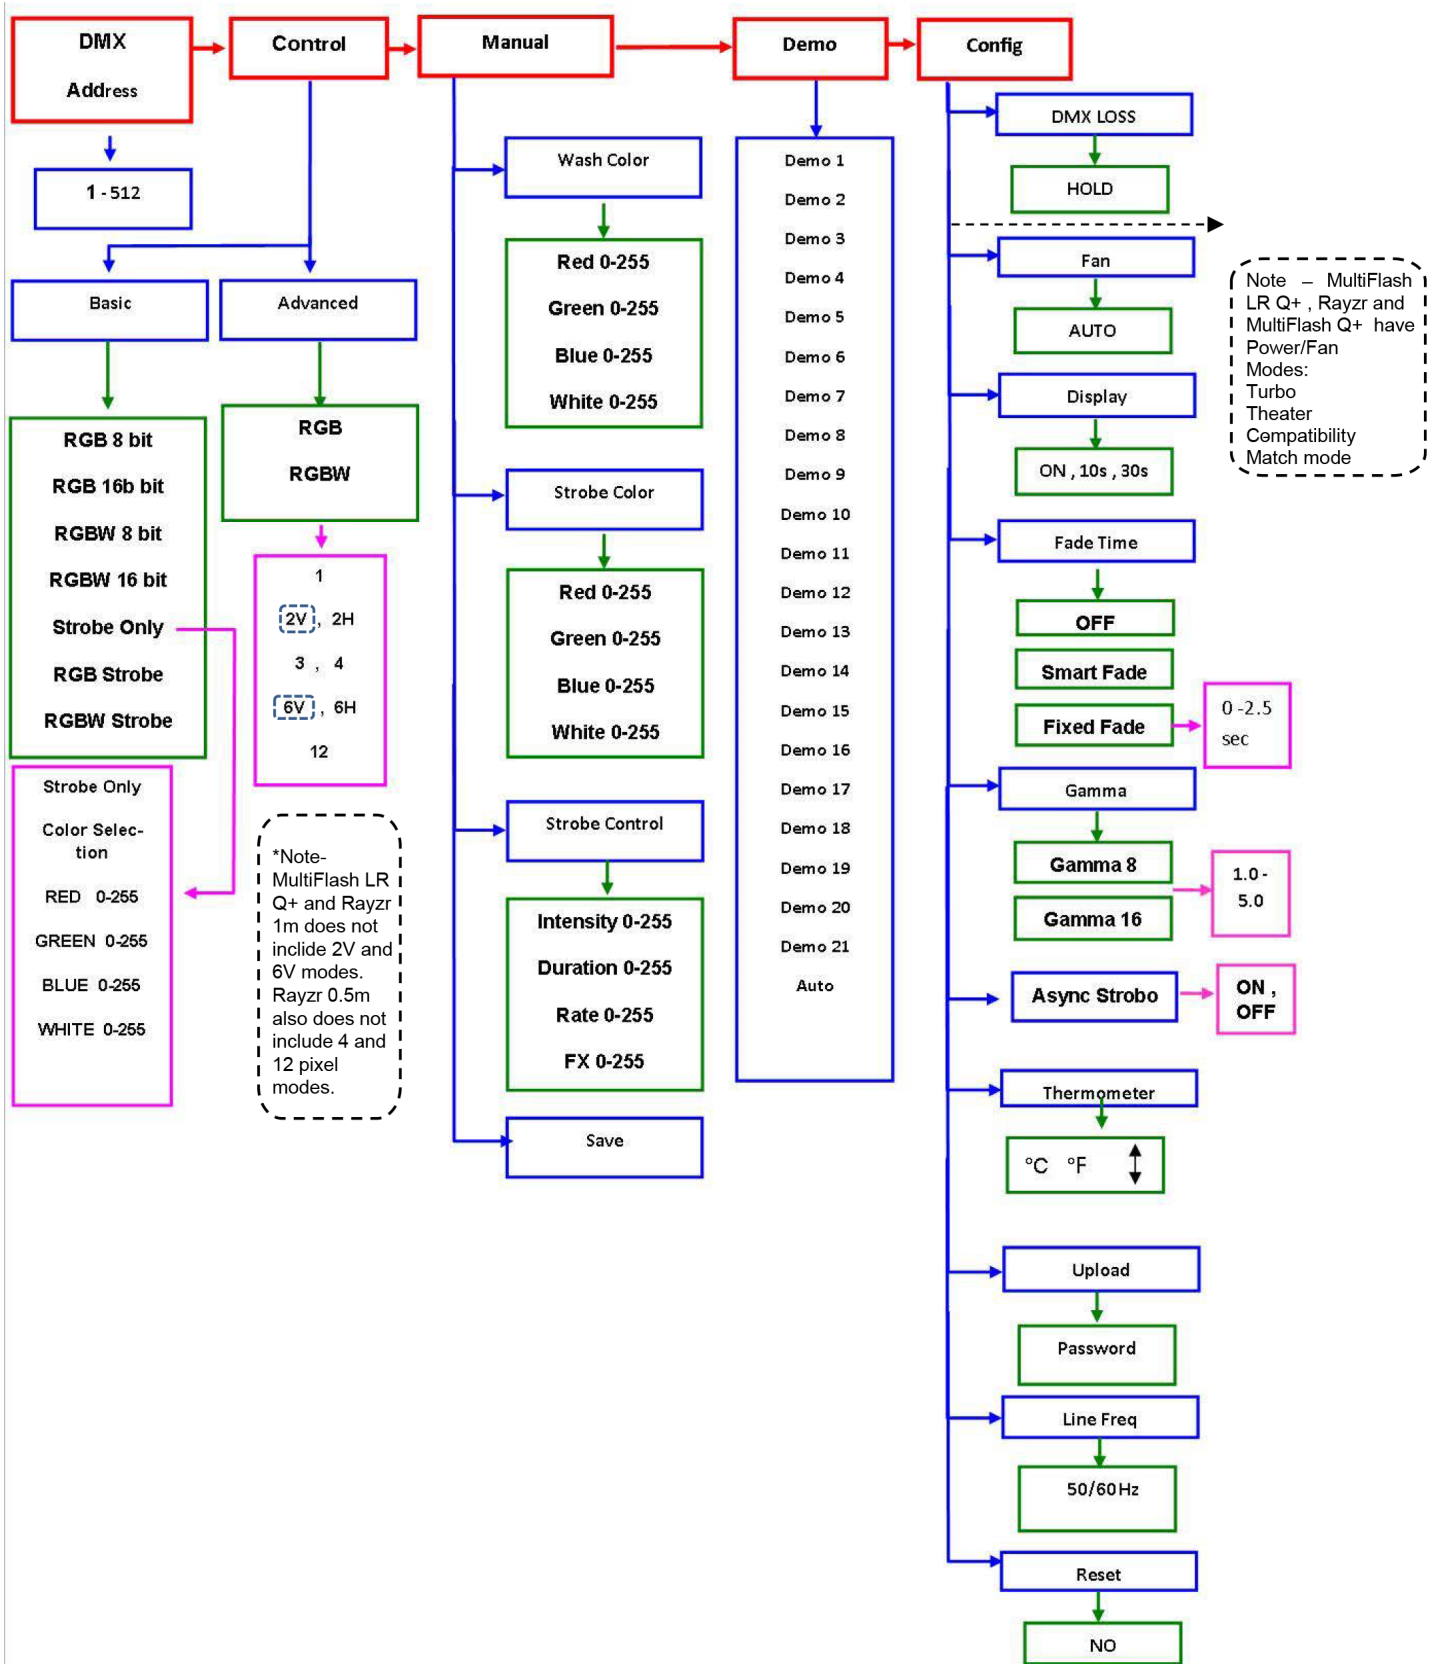 DMX
Address
Control
Manual
Demo
Config
1 - 512
Basic
Advanced
RGB 8 bit
RGB 16b bit
RGBW 8 bit
RGBW 16 bit
Strobe Only
RGB Strobe
RGBW Strobe
Strobe Only
Color Selec-
tion
RED 0-255
GREEN 0-255
BLUE 0-255
WHITE 0-255
RGB
RGBW
1
2V , 2H
3 , 4
6V , 6H
12
*Note-
MultiFlash LR
Q+ and Rayzr
1m does not
inclide 2V and
6V modes.
Rayzr 0.5m
also does not
include 4 and
12 pixel
modes.
Wash Color
Red 0-255
Green 0-255
Blue 0-255
White 0-255
Strobe Color
Red 0-255
Green 0-255
Blue 0-255
White 0-255
Strobe Control
Intensity 0-255
Duration 0-255
Rate 0-255
FX 0-255
Save
Demo 1
Demo 2
Demo 3
Demo 4
Demo 5
Demo 6
Demo 7
Demo 8
Demo 9
Demo 10
Demo 11
Demo 12
Demo 13
Demo 14
Demo 15
Demo 16
Demo 17
Demo 18
Demo 19
Demo 20
Demo 21
Auto
DMX LOSS
HOLD
Fan
AUTO
Note – MultiFlash
LR Q+ , Rayzr and
MultiFlash Q+ have
Power/Fan
Modes:
Turbo
Theater
Compatibility
Match mode
Display
ON , 10s , 30s
Fade Time
OFF
Smart Fade
Fixed Fade
0 -2.5
sec
Gamma
Gamma 8
Gamma 16
1.0 -
5.0
Async Strobo
ON ,
OFF
Thermometer
°C °F
Upload
Password
Line Freq
50/60Hz
Reset
NO